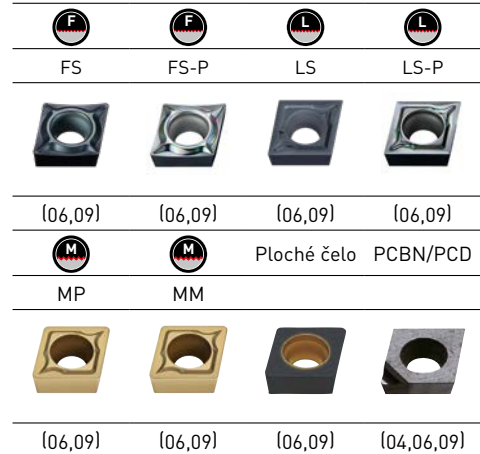 F F L L
FS FS-P LS LS-P
(06,09) (06,09) (06,09) (06,09)
M M Ploché čelo PCBN/PCD
MP MM
(06,09) (06,09) (06,09) (04,06,09)